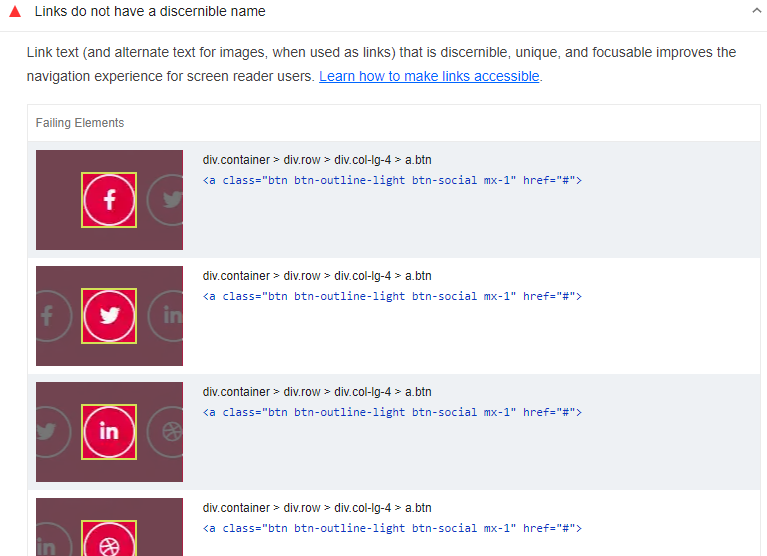 Links do not have a discernible name
Link text (and alternate text for images, when used as links) that is discernible, unique, and focusable improves the
navigation experience for screen reader users. Learn how to make links accessible.
Failing Elements
f
div.container > div.row > div.col-lg-4 > a.btn
<a class="btn btn-outline-light btn-social mx-1" href="#">
f
in
div.container > div.row > div.col-lg-4 > a.btn
<a class="btn btn-outline-light btn-social mx-1" href="#">
in
div.container > div.row > div.col-lg-4 > a.btn
<a class="btn btn-outline-light btn-social mx-1" href="#">
in
div.container > div.row > div.col-lg-4 > a.btn
<a class="btn btn-outline-light btn-social mx-1" href="#">